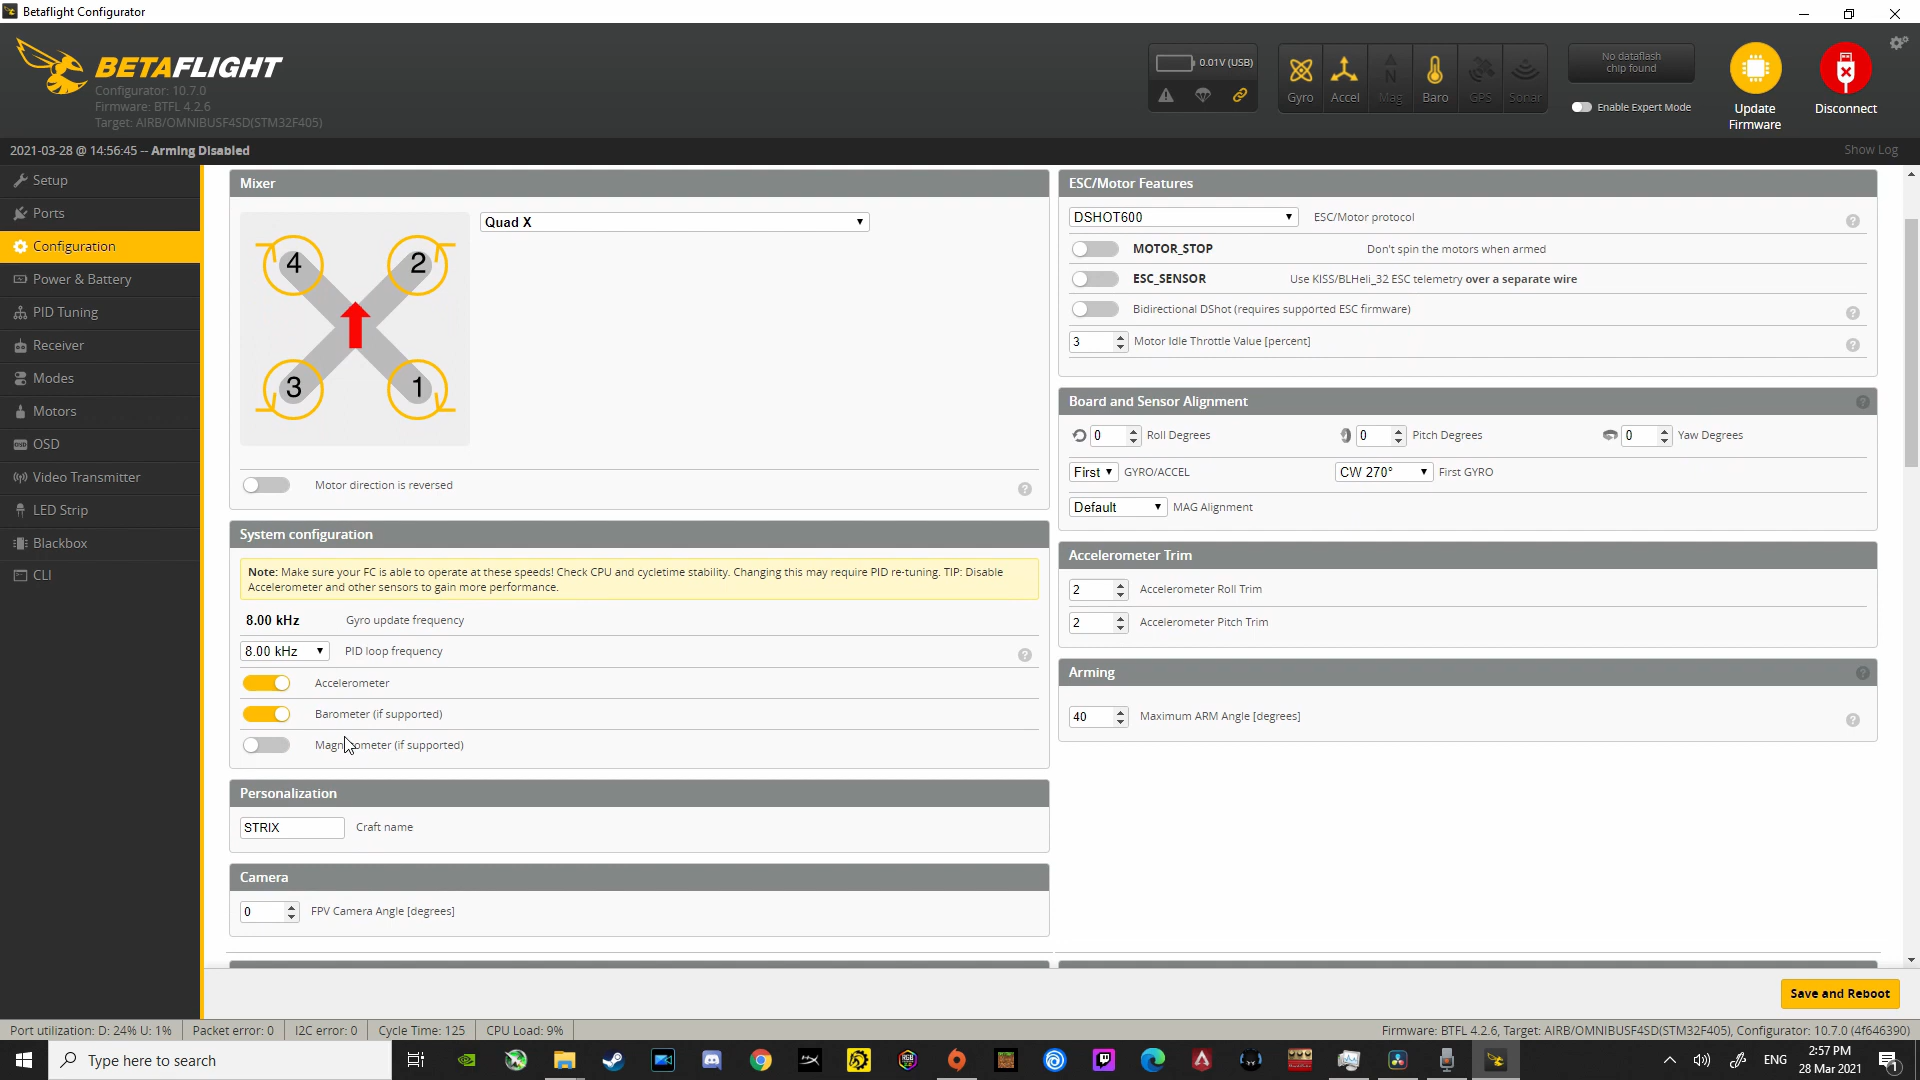 Betaflight Configurator
BETAFLIGHT
Configurator: 10.7.0
Firmware: BTFL 4.2.6
Target: AIRB/OMNIBUSF4SD(STM32F405)
0.01V (USB)
Gyro
Accel
Mag
Baro
GPS
Sonar
No dataflash
chip found
Enable Expert Mode
Update
Firmware
Disconnect
2021-03-28 @ 14:56:45 -- Arming Disabled
Show Log
Setup
Ports
Configuration
Power & Battery
PID Tuning
Receiver
Modes
Motors
OSD
Video Transmitter
LED Strip
Blackbox
CLI
Mixer
Quad X
4
2
3
1
Motor direction is reversed
System configuration
Note: Make sure your FC is able to operate at these speeds! Check CPU and cycletime stability. Changing this may require PID re-tuning. TIP: Disable
Accelerometer and other sensors to gain more performance.
8.00 kHz Gyro update frequency
8.00 kHz PID loop frequency
Accelerometer
Barometer (if supported)
Magnetometer (if supported)
Personalization
STRIX Craft name
Camera
0 FPV Camera Angle [degrees]
ESC/Motor Features
DSHOT600 ESC/Motor protocol
MOTOR_STOP Don't spin the motors when armed
ESC_SENSOR Use KISS/BLHeli_32 ESC telemetry over a separate wire
Bidirectional DShot (requires supported ESC firmware)
3 Motor Idle Throttle Value [percent]
Board and Sensor Alignment
0 Roll Degrees 0 Pitch Degrees 0 Yaw Degrees
First GYRO/ACCEL CW 270° First GYRO
Default MAG Alignment
Accelerometer Trim
2 Accelerometer Roll Trim
2 Accelerometer Pitch Trim
Arming
40 Maximum ARM Angle [degrees]
Save and Reboot
Port utilization: D: 24% U: 1% Packet error: 0 I2C error: 0 Cycle Time: 125 CPU Load: 9% Firmware: BTFL 4.2.6, Target: AIRB/OMNIBUSF4SD(STM32F405), Configurator: 10.7.0 (4f646390)
Type here to search
ENG
2:57 PM
28 Mar 2021
1